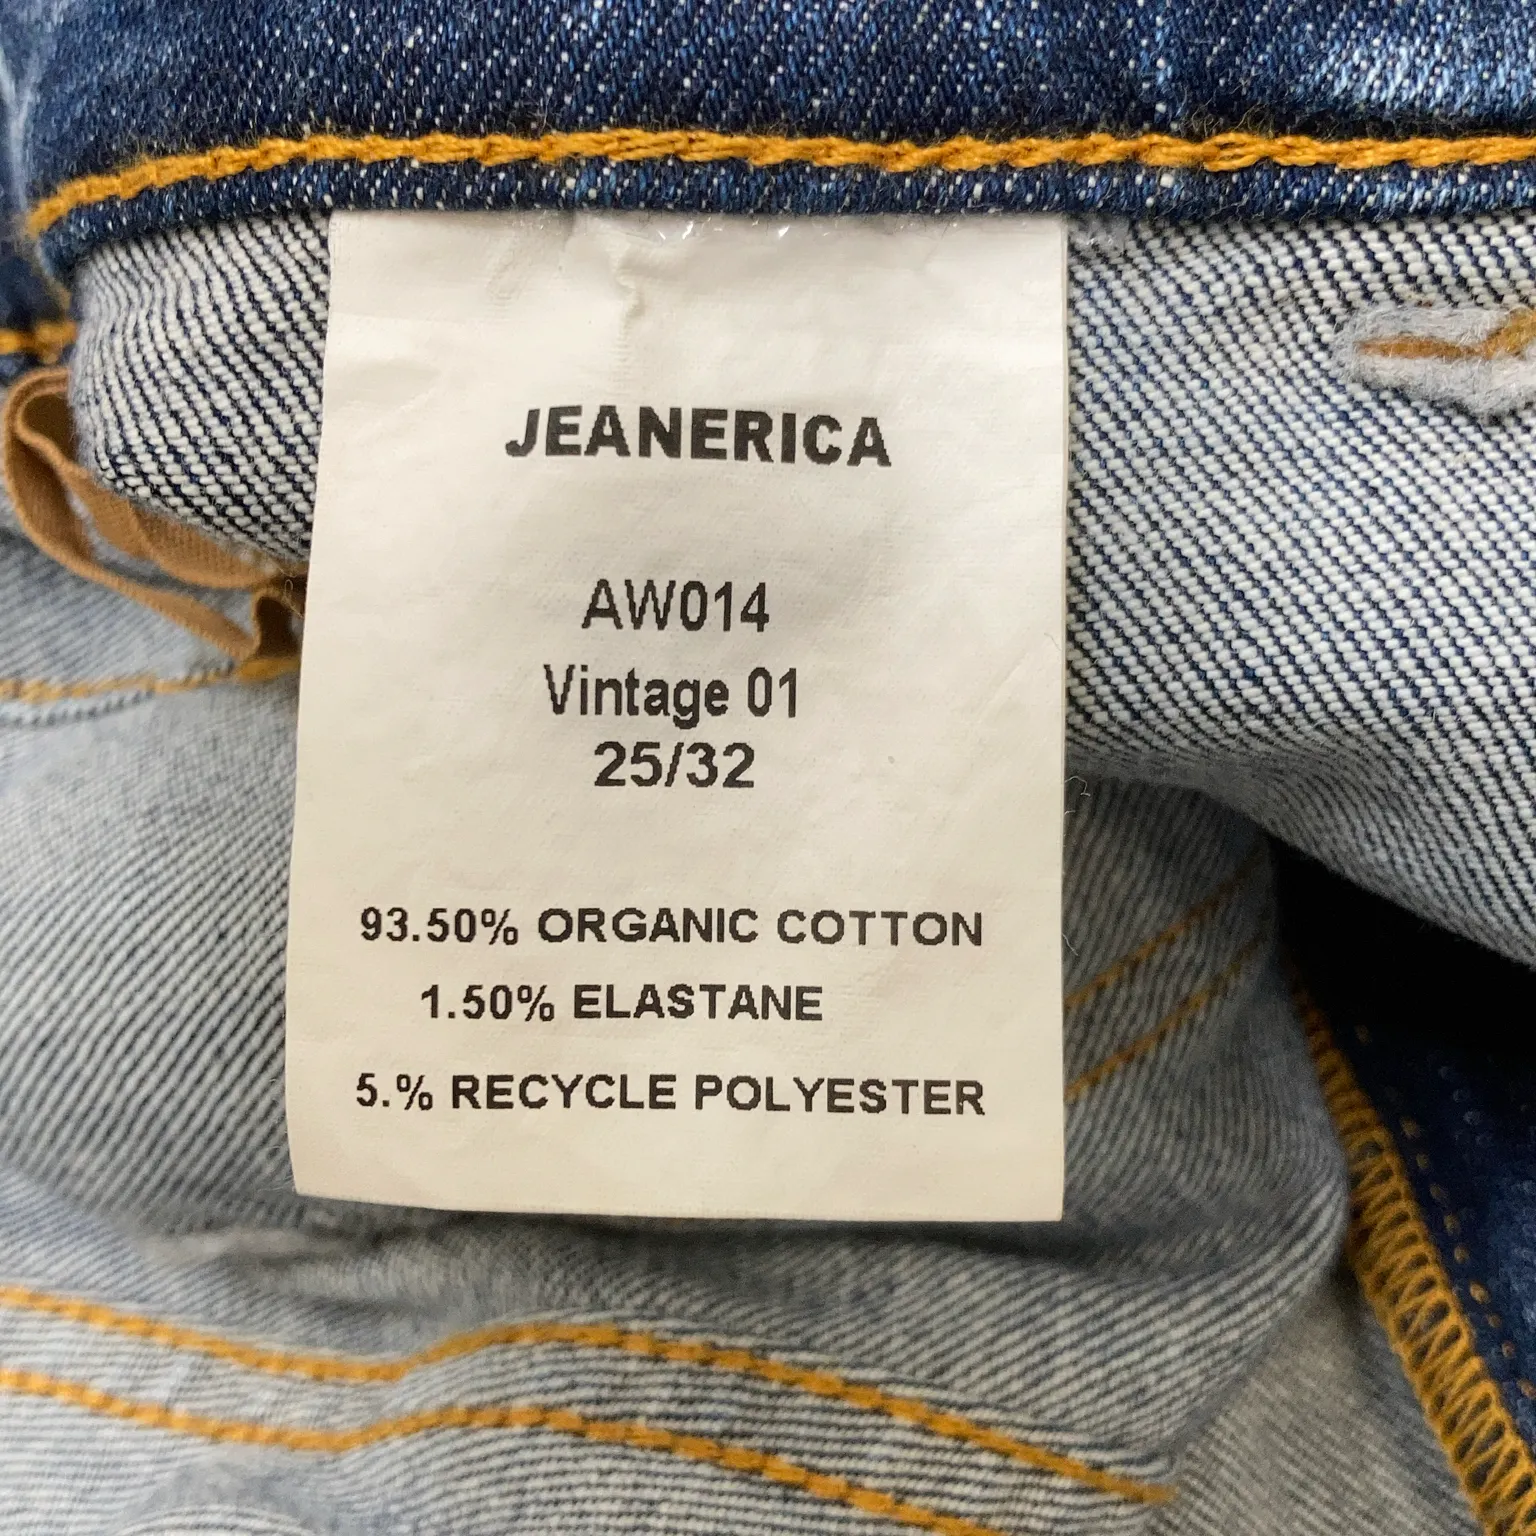 JEANERICA
AW014
Vintage 01
25/32
93.50% ORGANIC COTTON
1.50% ELASTANE
5.% RECYCLE POLYESTER